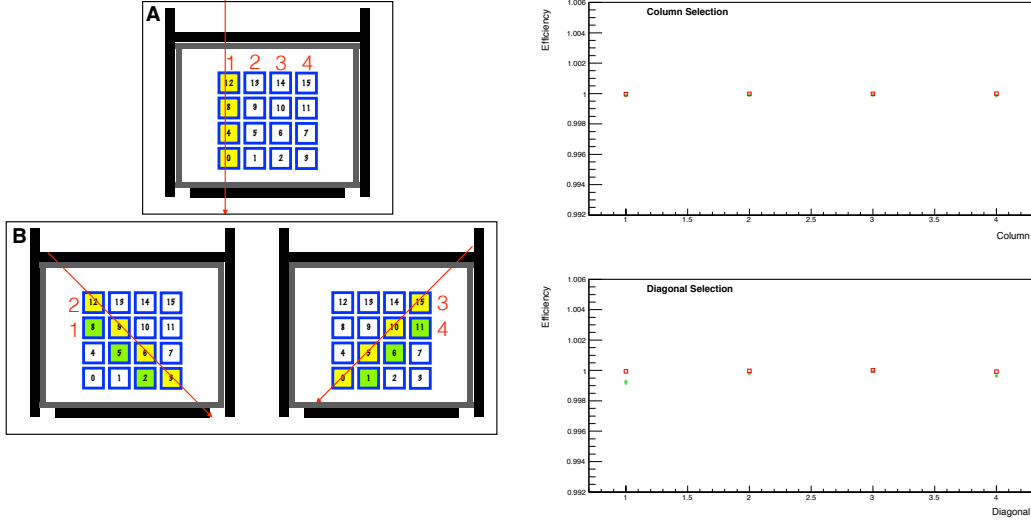 A
1 2 3 4
12 13 14 15
8 9 10 11
4 5 6 7
0 1 2 3
B
2 12 13 14 15
1 8 9 10 11
4 5 6 7
0 1 2 3
12 13 14 15 3
8 9 10 11 4
4 5 6 7
0 1 2 3
Column Selection
Efficiency
1.006
1.004
1.002
1
0.998
0.996
0.994
0.992
1 1.5 2 2.5 3 3.5 4
Column
Diagonal Selection
Efficiency
1.006
1.004
1.002
1
0.998
0.996
0.994
0.992
1 1.5 2 2.5 3 3.5 4
Diagonal